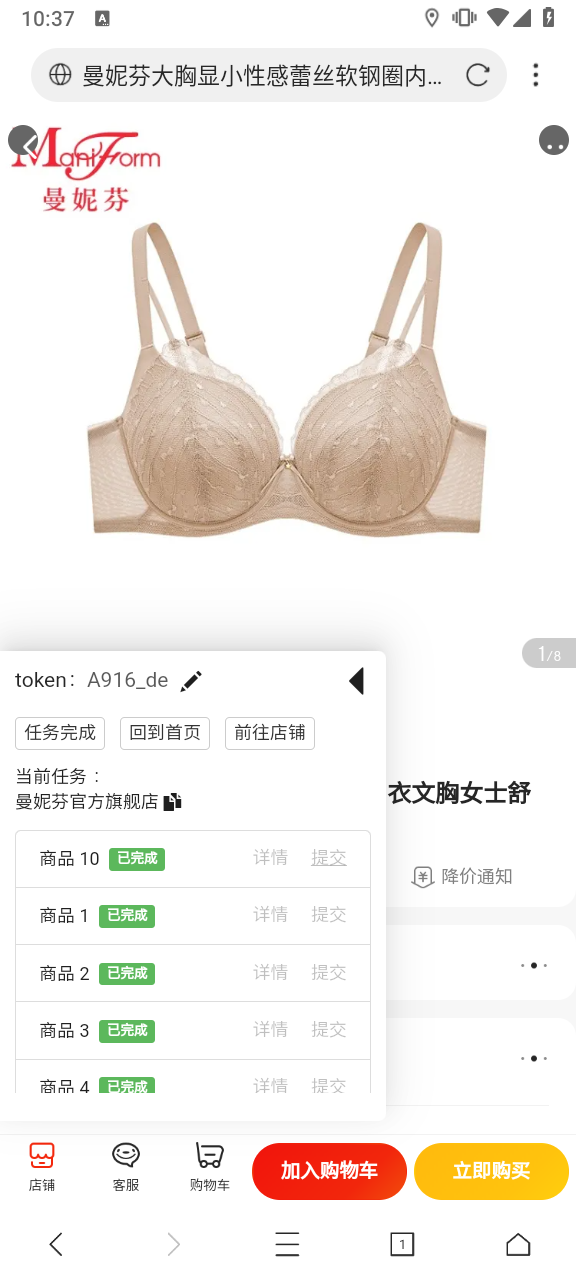 10:37
A
曼妮芬大胸显小性感蕾丝软钢圈内...
ManiForm
曼妮芬
1/8
token: A916_de
任务完成 回到首页 前往店铺
当前任务：
曼妮芬官方旗舰店
衣文胸女士舒
商品 10 已完成 详情 提交
降价通知
商品 1 已完成 详情 提交
商品 2 已完成 详情 提交
商品 3 已完成 详情 提交
商品 4 已完成 详情 提交
店铺 客服 购物车 加入购物车 立即购买
1